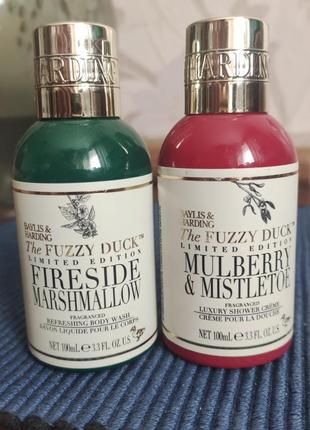 HARDING
BAYLIS &
HARDING
The FUZZY DUCK™
LIMITED EDITION
FIRESIDE
MARSHMALLOW
FRAGRANCED
REFRESHING BODY WASH
SAVON LIQUIDE POUR LE CORPS
NET 100mL e 3.3 FL. OZ. U.S.
HARDING
BAYLIS &
HARDING
The FUZZY DUCK™
LIMITED EDITION
MULBERRY
& MISTLETOE
FRAGRANCED
LUXURY SHOWER CRÈME
CRÈME POUR LA DOUCHE
NET 100mL e 3.3 FL. OZ. U.S.